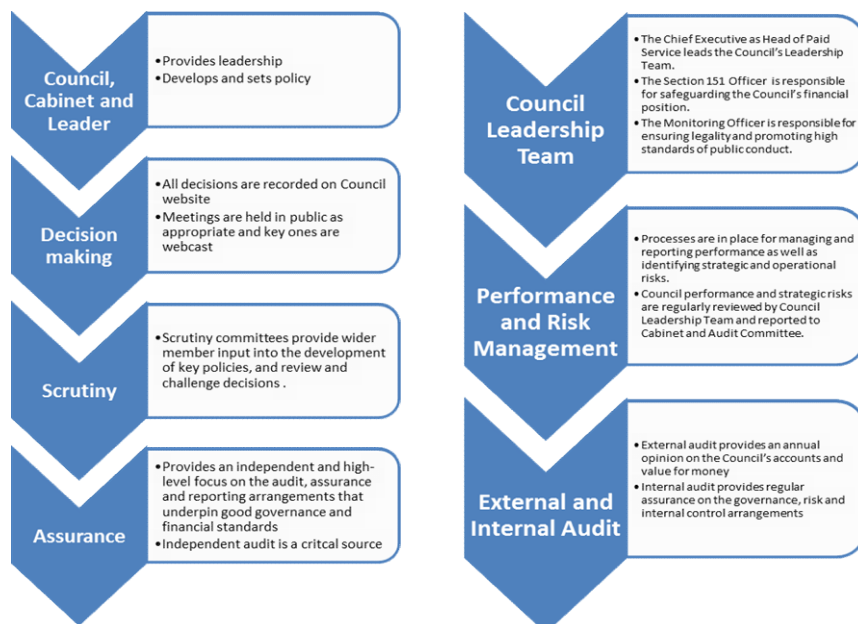 Council,
Cabinet and
Leader
•Provides leadership
•Develops and sets policy
Decision
making
•All decisions are recorded on Council
website
•Meetings are held in public as
appropriate and key ones are
webcast
Scrutiny
•Scrutiny committees provide wider
member input into the development
of key policies, and review and
challenge decisions .
Assurance
•Provides an independent and high-
level focus on the audit, assurance
and reporting arrangements that
underpin good governance and
financial standards
•Independent audit is a critcal source
Council
Leadership
Team
•The Chief Executive as Head of Paid
Service leads the Council's Leadership
Team.
•The Section 151 Officer is responsible
for safeguarding the Council's financial
position.
•The Monitoring Officer is responsible for
ensuring legality and promoting high
standards of public conduct.
Performance
and Risk
Management
•Processes are in place for managing and
reporting performance as well as
identifying strategic and operational
risks.
•Council performance and strategic risks
are regularly reviewed by Council
Leadership Team and reported to
Cabinet and Audit Committee.
External and
Internal Audit
•External audit provides an annual
opinion on the Council's accounts and
value for money
•Internal audit provides regular
assurance on the governance, risk and
internal control arrangements